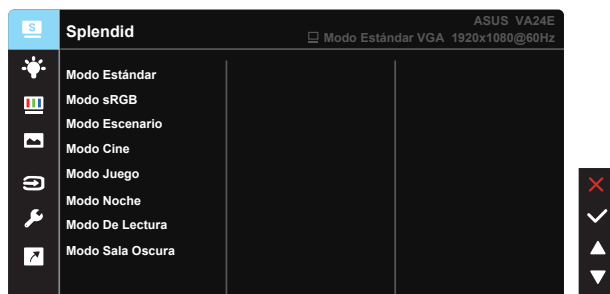 S
Splendid
ASUS VA24E
Modo Estándar VGA 1920x1080@60Hz
Modo Estándar
Modo sRGB
Modo Escenario
Modo Cine
Modo Juego
Modo Noche
Modo De Lectura
Modo Sala Oscura